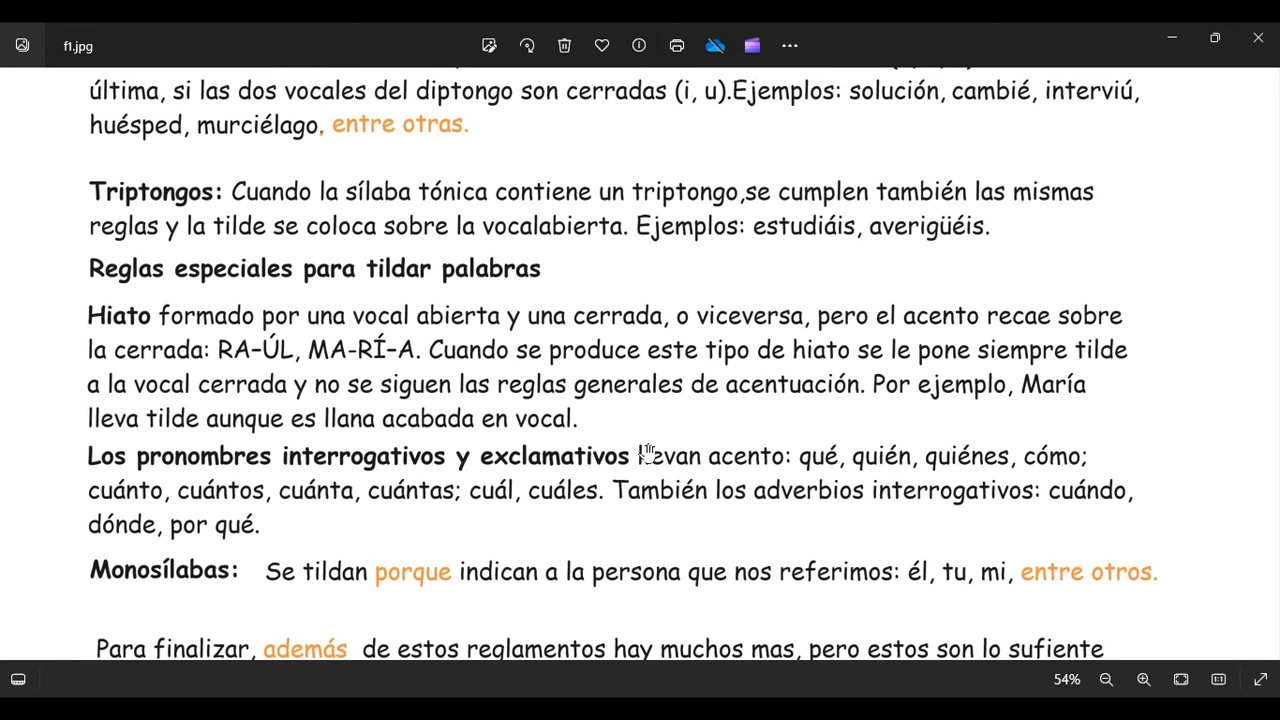 f1.jpg
última, si las dos vocales del diptongo son cerradas (i, u).Ejemplos: solución, cambié, interviú,
huésped, murciélago, entre otras.
Triptongos: Cuando la sílaba tónica contiene un triptongo,se cumplen también las mismas
reglas y la tilde se coloca sobre la vocalabierta. Ejemplos: estudiáis, averigüéis.
Reglas especiales para tildar palabras
Hiato formado por una vocal abierta y una cerrada, o viceversa, pero el acento recae sobre
la cerrada: RA-ÚL, MA-RÍ-A. Cuando se produce este tipo de hiato se le pone siempre tilde
a la vocal cerrada y no se siguen las reglas generales de acentuación. Por ejemplo, María
lleva tilde aunque es llana acabada en vocal.
Los pronombres interrogativos y exclamativos llevan acento: qué, quién, quiénes, cómo;
cuánto, cuántos, cuánta, cuántas; cuál, cuáles. También los adverbios interrogativos: cuándo,
dónde, por qué.
Monosílabas: Se tildan porque indican a la persona que nos referimos: él, tu, mi, entre otros.
Para finalizar, además de estos reglamentos hay muchos mas, pero estos son lo sufiente
54%